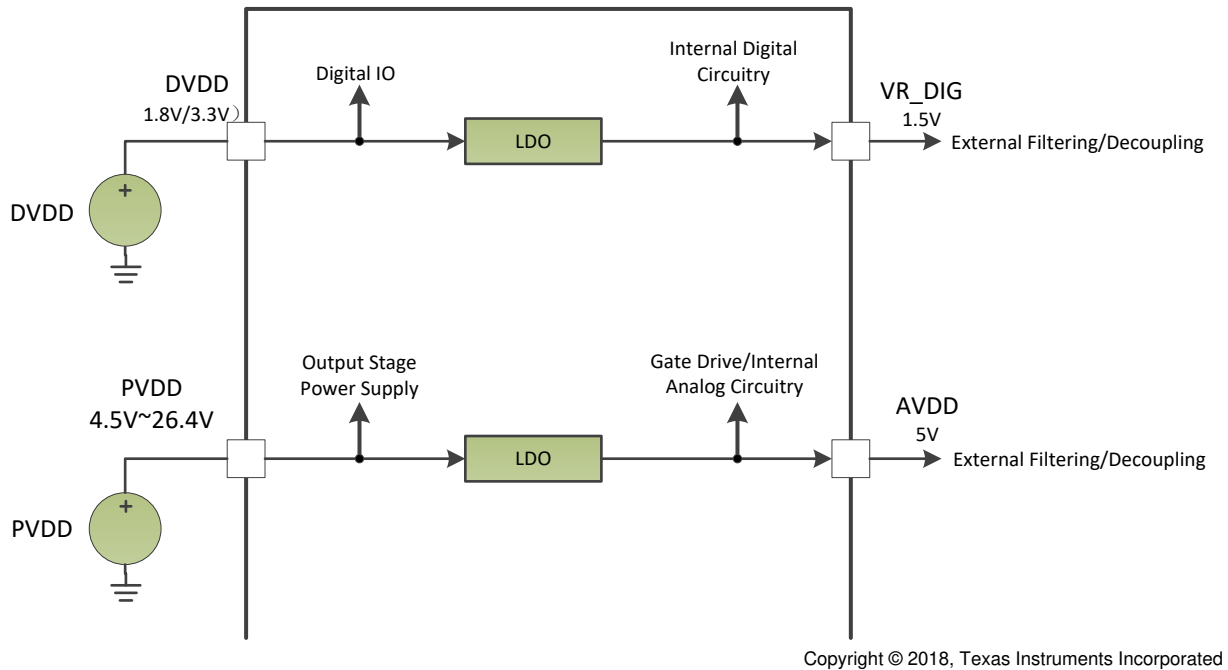 Digital IO
Internal Digital
Circuitry
DVDD
1.8V/3.3V）
LDO
VR_DIG
1.5V
External Filtering/Decoupling
+
DVDD
Output Stage
Power Supply
Gate Drive/Internal
Analog Circuitry
PVDD
4.5V~26.4V
LDO
AVDD
5V
External Filtering/Decoupling
+
PVDD
Copyright © 2018, Texas Instruments Incorporated